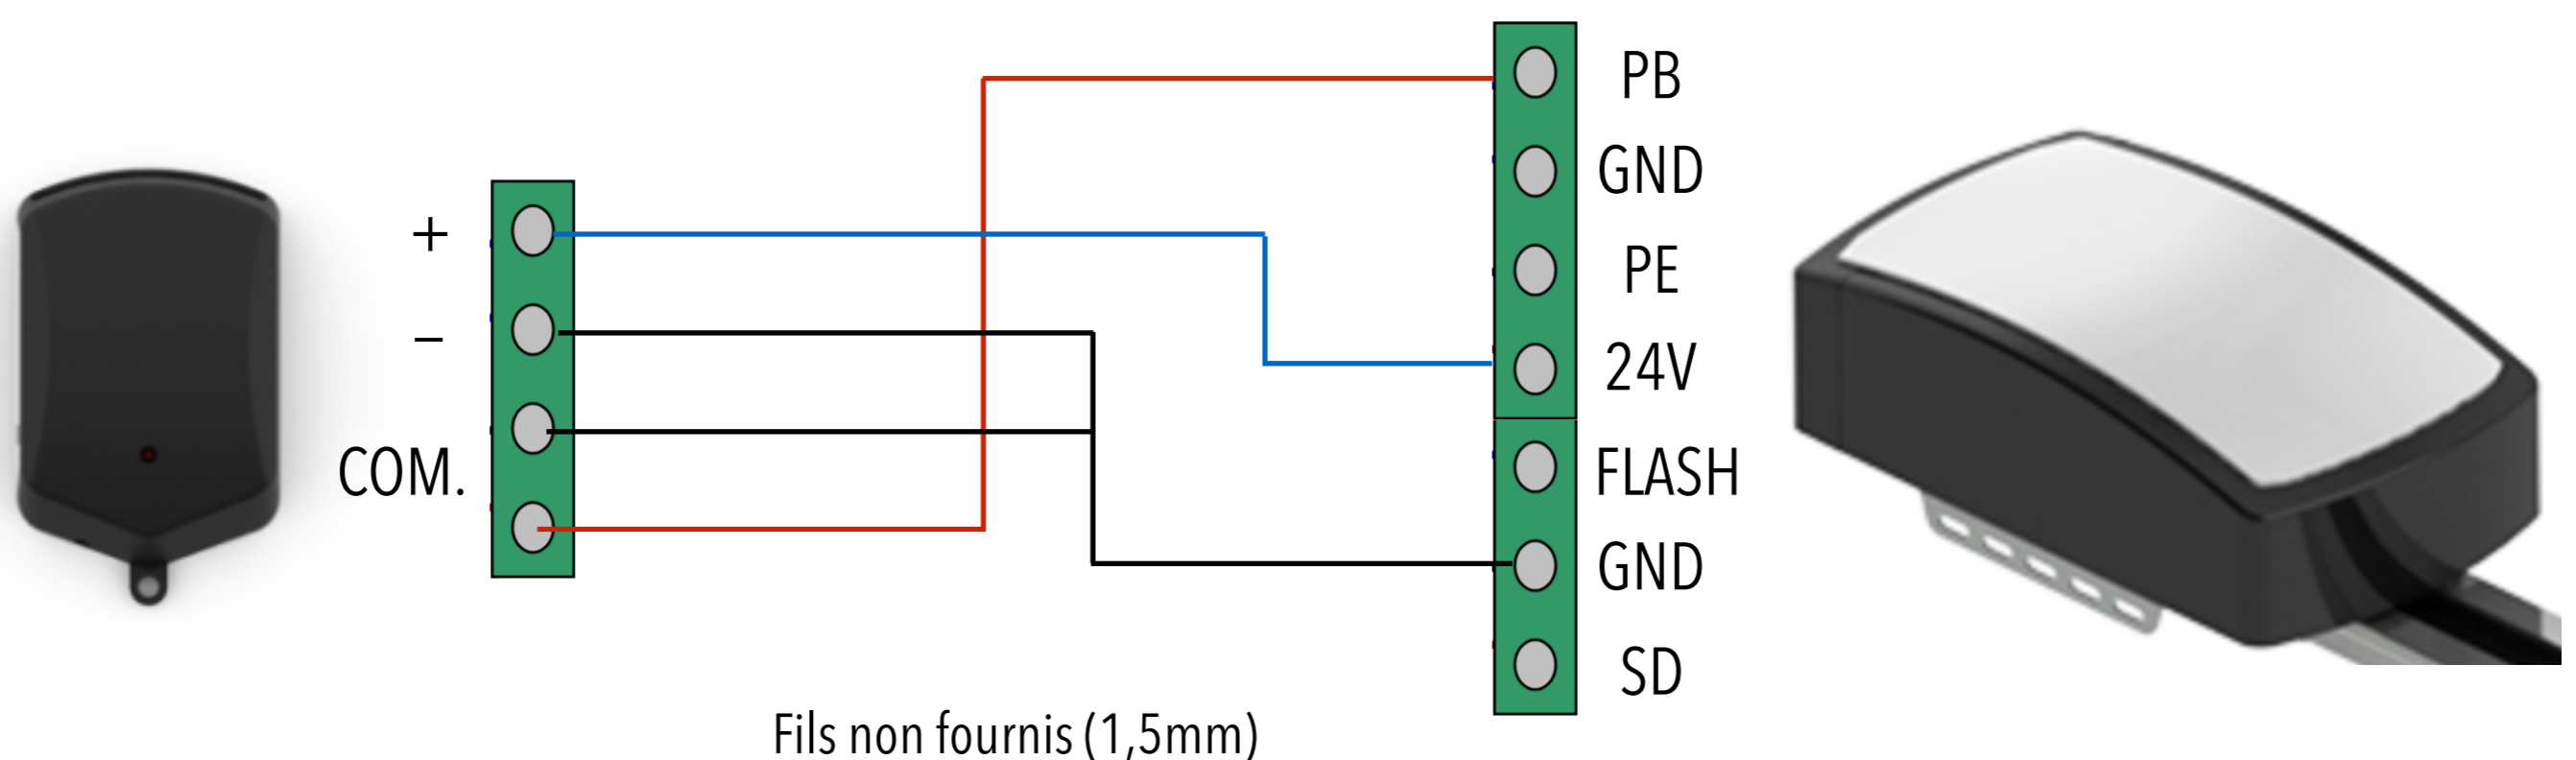 +
–
COM.
PB
GND
PE
24V
FLASH
GND
SD
Fils non fournis (1,5mm)